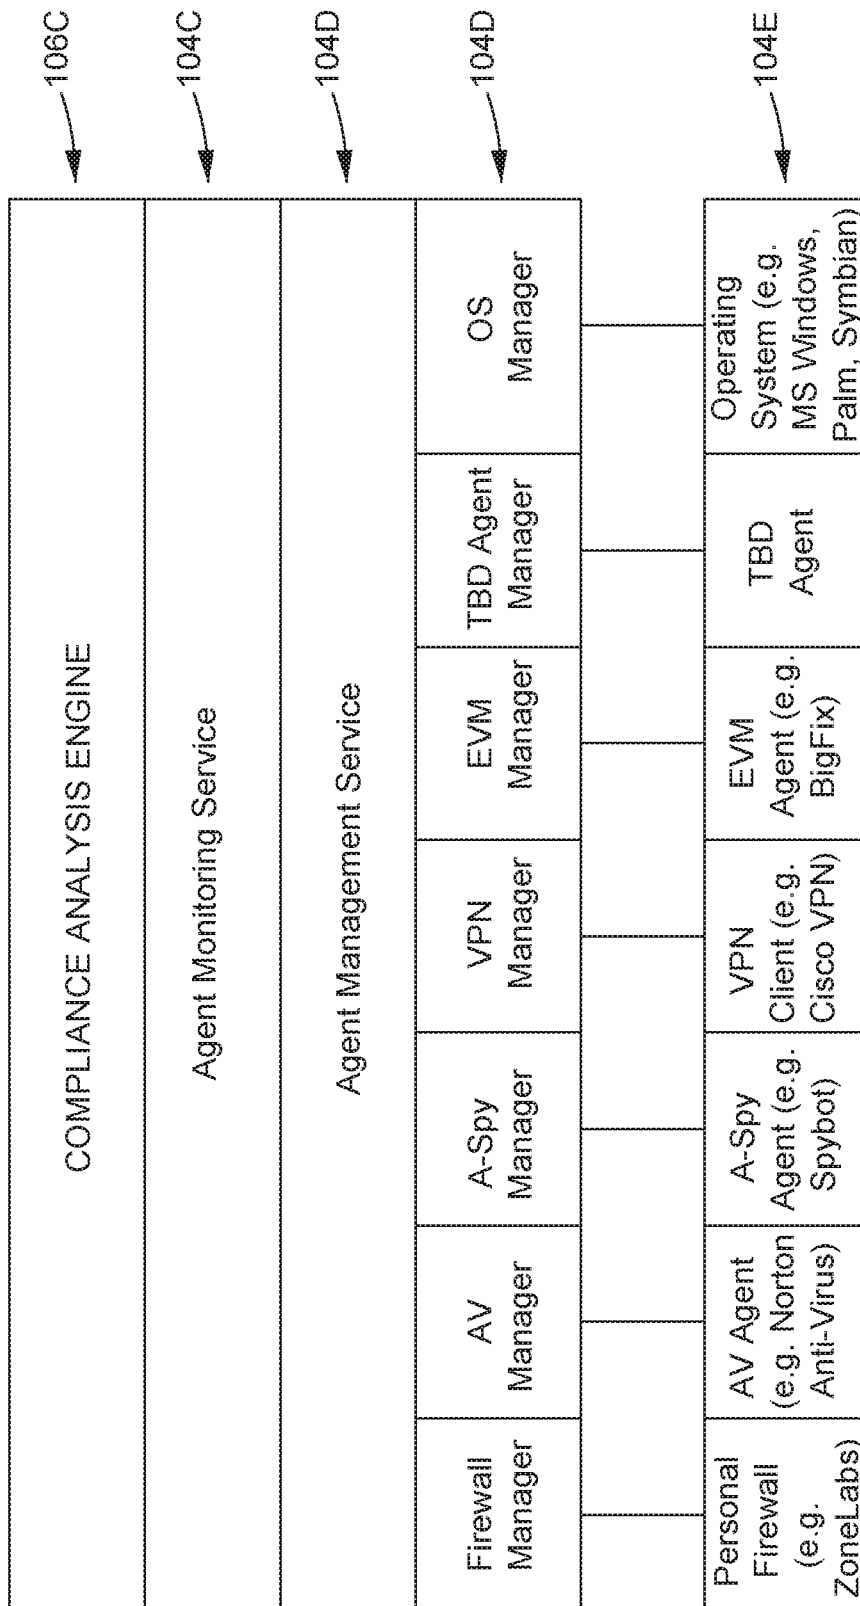 COMPLIANCE ANALYSIS ENGINE
106C
Agent Monitoring Service
104C
Agent Management Service
104D
Firewall
Manager
AV
Manager
A-Spy
Manager
VPN
Manager
EVM
Manager
TBD Agent
Manager
OS
Manager
104D
Personal
Firewall
(e.g.
ZoneLabs)
AV Agent
(e.g. Norton
Anti-Virus)
A-Spy
Agent (e.g.
Spybot)
VPN
Client (e.g.
Cisco VPN)
EVM
Agent (e.g.
BigFix)
TBD
Agent
Operating
System (e.g.
MS Windows,
Palm, Symbian)
104E